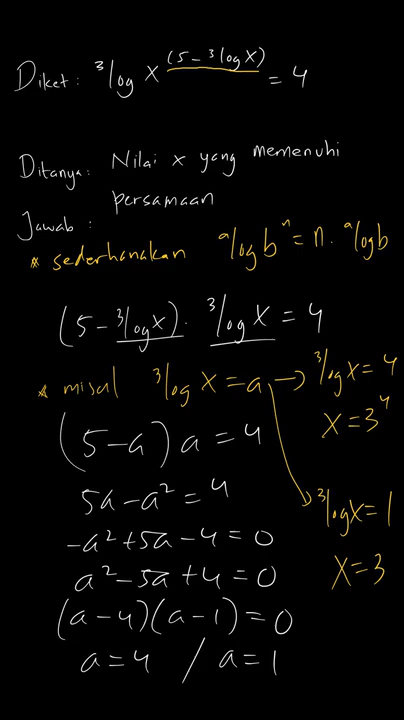 Diket: ³log x^(5 - ³log x) = 4
Ditanya: Nilai x yang memenuhi
persamaan
Jawab:
* sederhanakan ᵃlog bⁿ = n. ᵃlog b
(5 - ³log x) . ³log x = 4
* misal ³log x = a → ³log x = 4
x = 3⁴
(5 - a) a = 4
5a - a² = 4
³log x = 1
-a² + 5a - 4 = 0
x = 3
a² - 5a + 4 = 0
(a - 4)(a - 1) = 0
a = 4 / a = 1